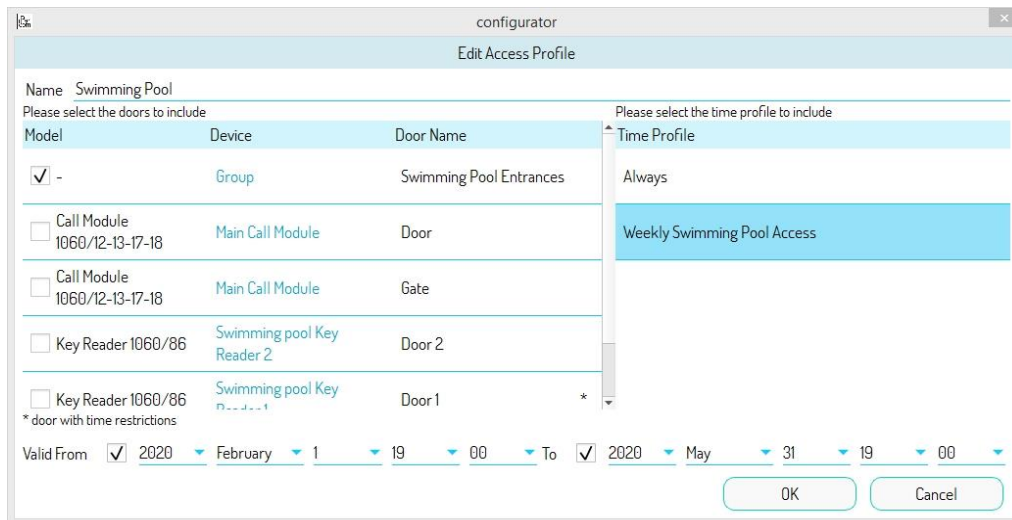 configurator
Edit Access Profile
Name Swimming Pool
Please select the doors to include
Please select the time profile to include
Model Device Door Name
Time Profile
- Group Swimming Pool Entrances
Always
Call Module
1060/12-13-17-18
Main Call Module Door
Weekly Swimming Pool Access
Call Module
1060/12-13-17-18
Main Call Module Gate
Key Reader 1060/86
Swimming pool Key
Reader 2
Door 2
Key Reader 1060/86
Swimming pool Key
Reader 1
Door 1 *
* door with time restrictions
Valid From 2020 February 1 19 00 To 2020 May 31 19 00
OK Cancel